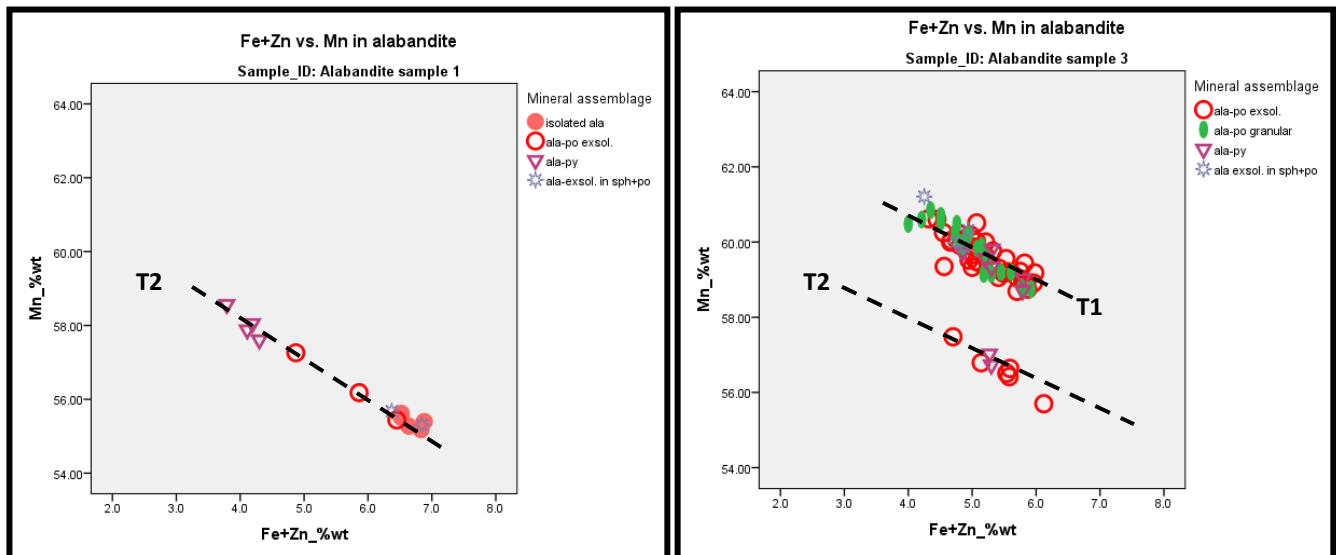 Fe+Zn vs. Mn in alabandite
Sample_ID: Alabandite sample 1
64.00
62.00
60.00
58.00
56.00
54.00
Mn_%wt
2.0 3.0 4.0 5.0 6.0 7.0 8.0
Fe+Zn_%wt
T2
Mineral assemblage
isolated ala
ala-po exsol.
ala-py
ala-exsol. in sph+po
Fe+Zn vs. Mn in alabandite
Sample_ID: Alabandite sample 3
64.00
62.00
60.00
58.00
56.00
54.00
Mn_%wt
2.0 3.0 4.0 5.0 6.0 7.0 8.0
Fe+Zn_%wt
T2
T1
Mineral assemblage
ala-po exsol.
ala-po granular
ala-py
ala exsol. in sph+po